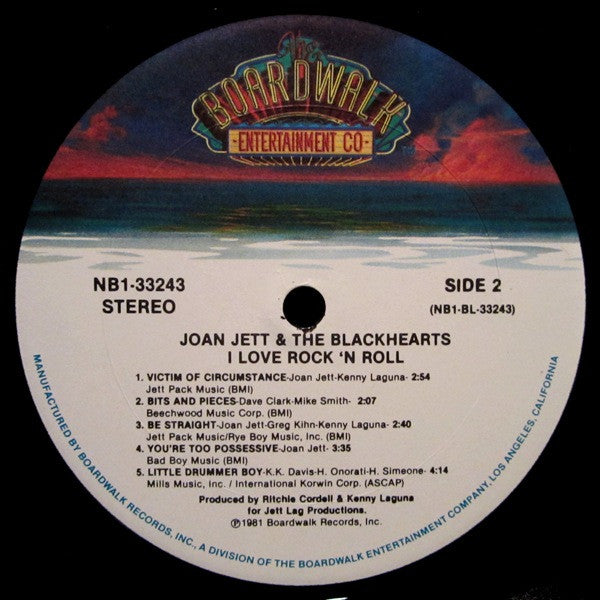 The
BOARDWALK
ENTERTAINMENT CO
NB1-33243
STEREO
SIDE 2
(NB1-BL-33243)
JOAN JETT & THE BLACKHEARTS
I LOVE ROCK 'N ROLL
1. VICTIM OF CIRCUMSTANCE-Joan Jett-Kenny Laguna- 2:54
Jett Pack Music (BMI)
2. BITS AND PIECES-Dave Clark-Mike Smith- 2:07
Beechwood Music Corp. (BMI)
3. BE STRAIGHT-Joan Jett-Greg Kihn-Kenny Laguna- 2:40
Jett Pack Music/Rye Boy Music, Inc. (BMI)
4. YOU'RE TOO POSSESSIVE-Joan Jett- 3:35
Bad Boy Music (BMI)
5. LITTLE DRUMMER BOY-K.K. Davis-H. Onorati-H. Simeone- 4:14
Mills Music, Inc. / International Korwin Corp. (ASCAP)
Produced by Ritchie Cordell & Kenny Laguna
for Jett Lag Productions.
℗1981 Boardwalk Records, Inc.
MANUFACTURED BY BOARDWALK RECORDS, INC., A DIVISION OF THE BOARDWALK ENTERTAINMENT COMPANY, LOS ANGELES, CALIFORNIA